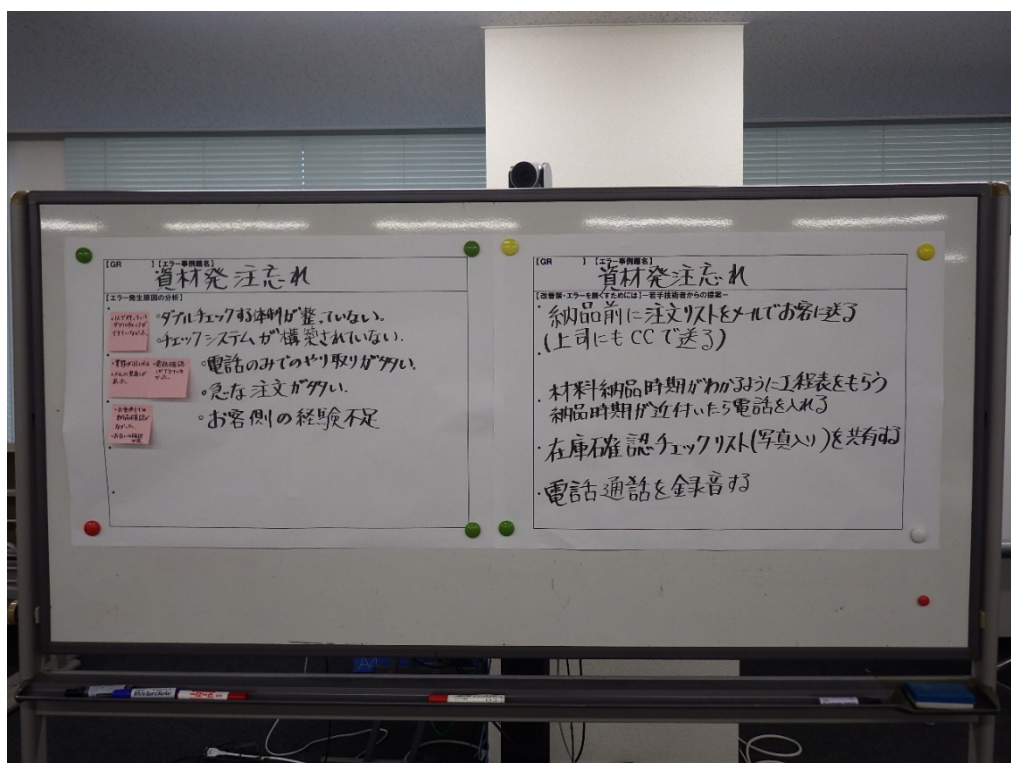 【GR 】【エラー事例題名】
資材発注忘れ
【エラー発生原因の分析】
・ダブルチェックする体制が整っていない。
・チェックシステムが構築されていない。
・電話のみでのやり取りが多い.
・急な注文が多い.
・お客側の経験不足
【GR 】【エラー事例題名】
資材発注忘れ
【改善策・エラーを無くすためには】−若手技術者からの提案−
・納品前に注文リストをメールでお客に送る
(上司にもCCで送る)
・材料納品時期がわかるように工程表をもらう
納品時期が近付いたら電話を入れる
・在庫確認チェックリスト(写真入り)を共有する
・電話通話を録音する